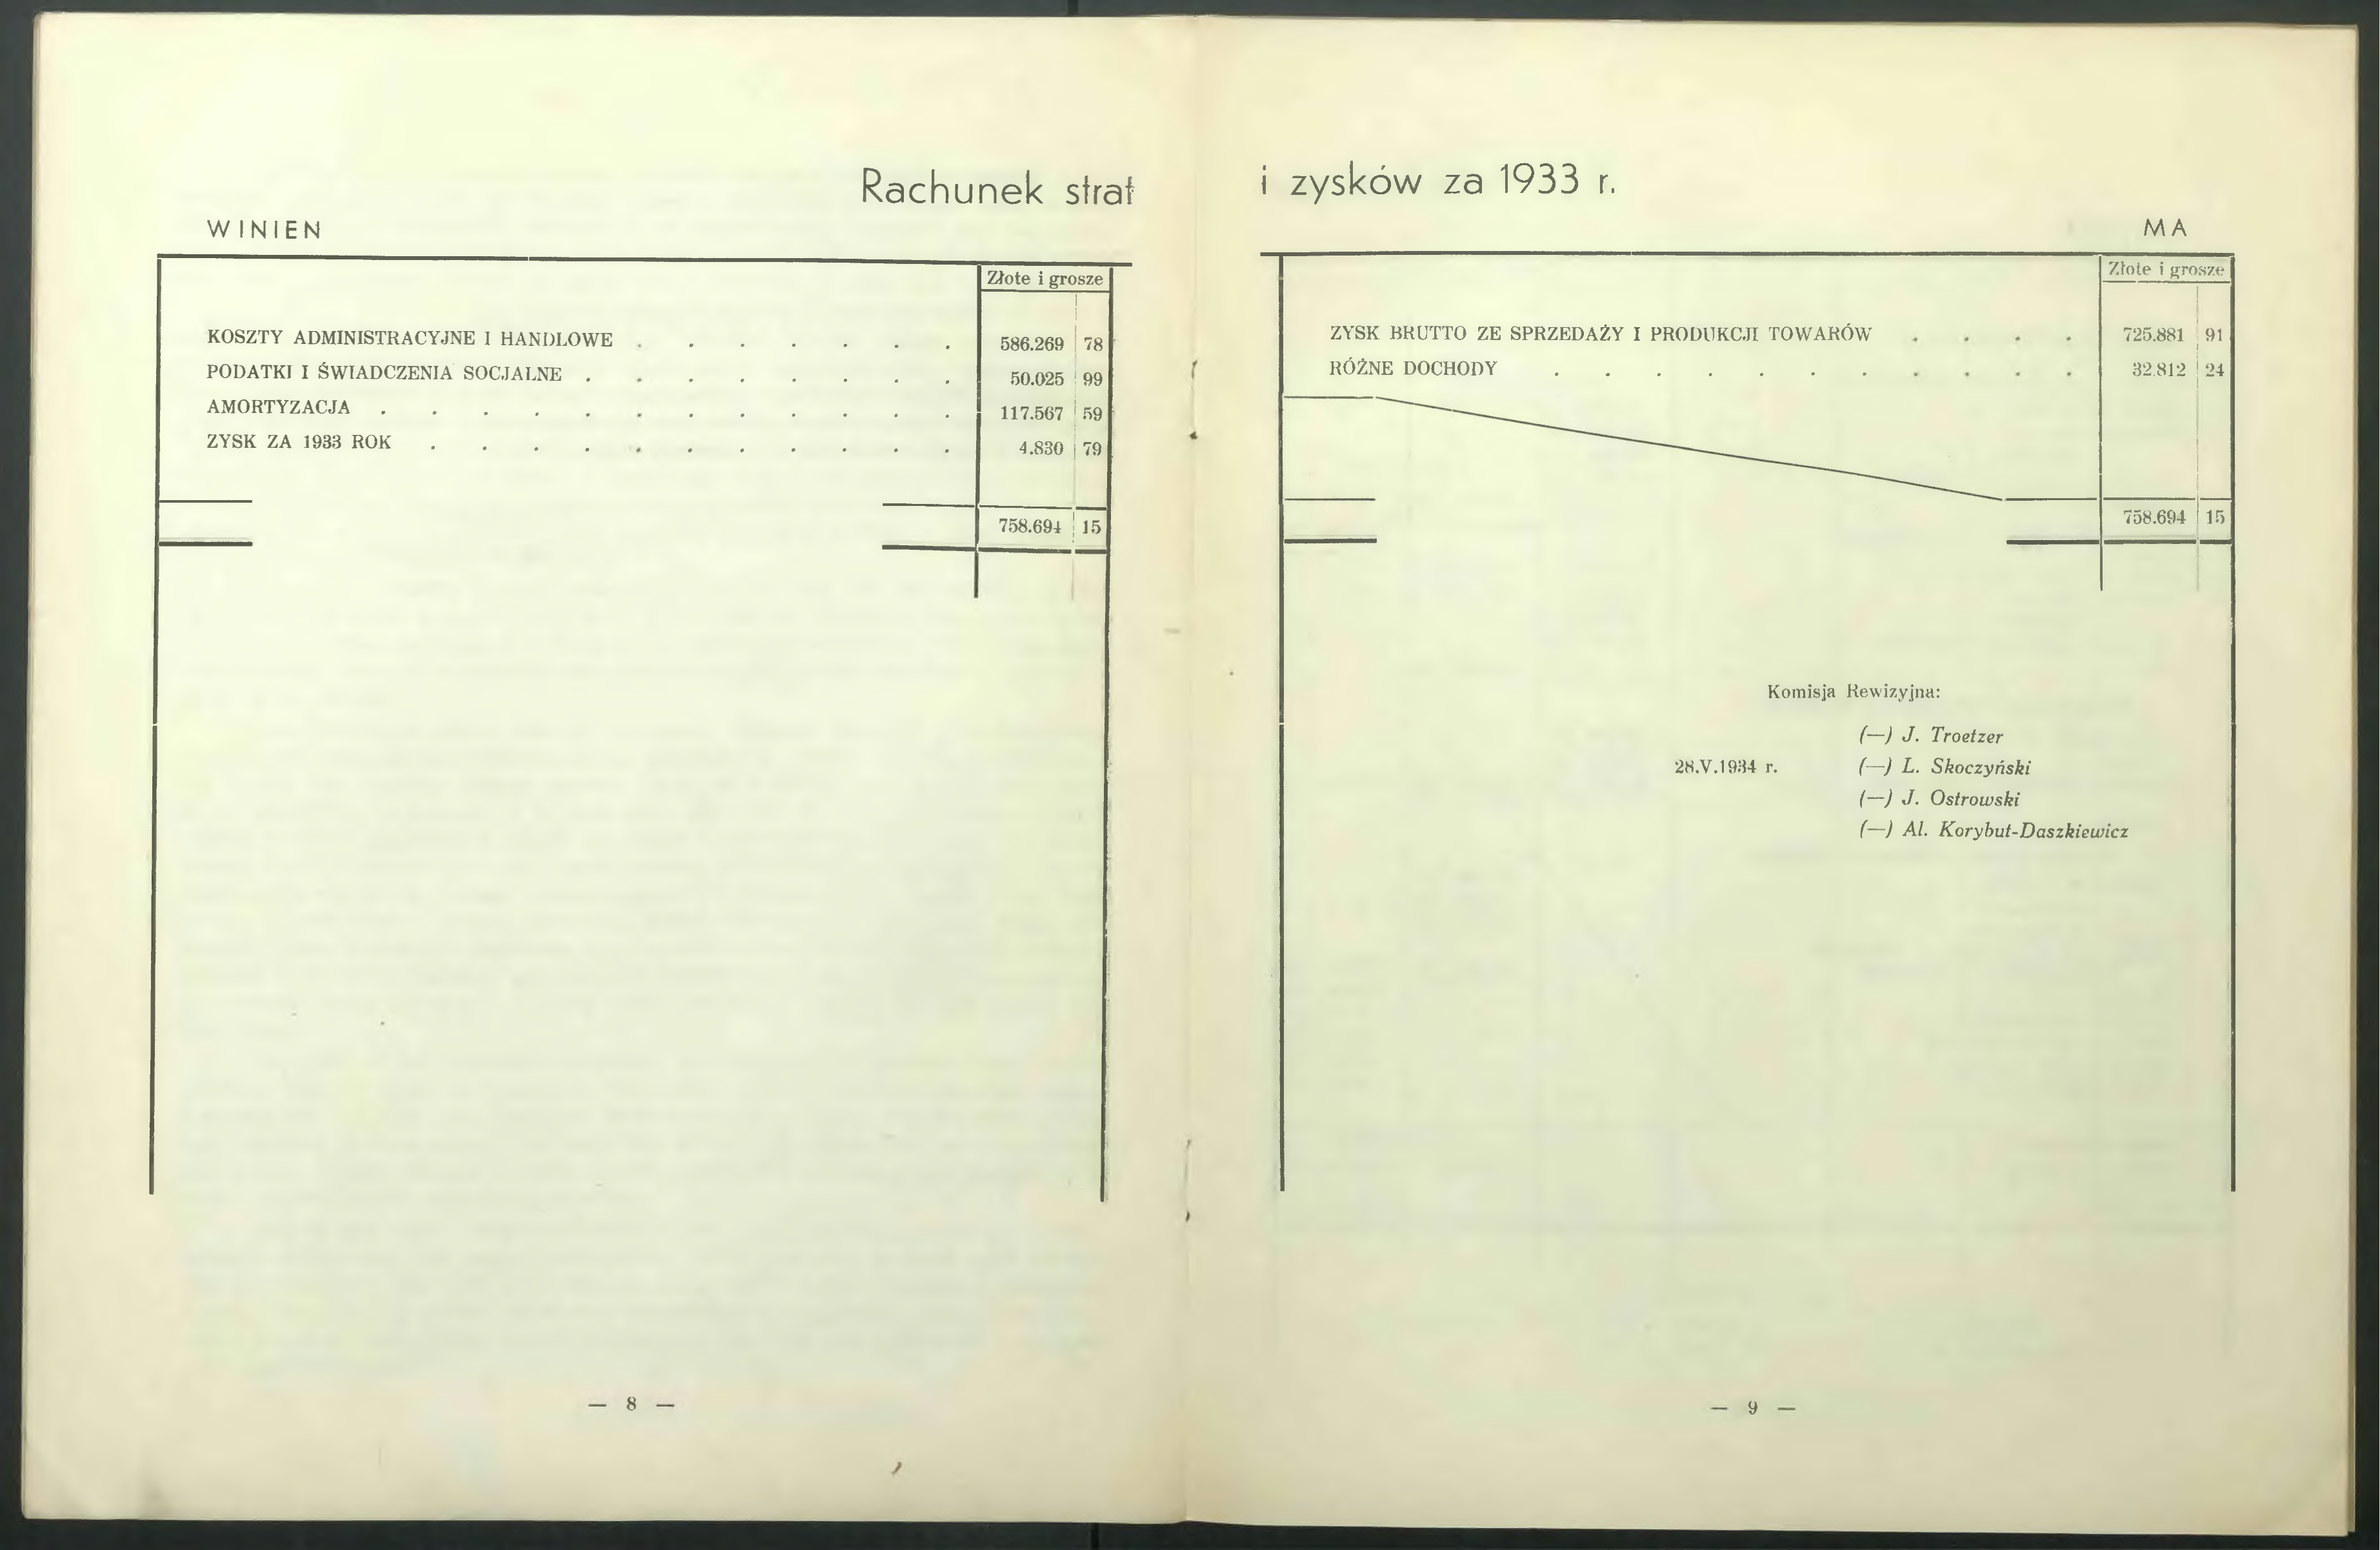 Rachunek strat
WINIEN
Złote i grosze
KOSZTY ADMINISTRACYJNE I HANDLOWE . . . . . . . 586.269 78
PODATKI I ŚWIADCZENIA SOCJALNE . . . . . . . . 50.025 99
AMORTYZACJA . . . . . . . . . . . . 117.567 59
ZYSK ZA 1933 ROK . . . . . . . . . . . 4.830 79
758.694 15
— 8 —
i zysków za 1933 r.
MA
Złote i grosze
ZYSK BRUTTO ZE SPRZEDAŻY I PRODUKCJI TOWARÓW . . . . 725.881 91
RÓŻNE DOCHODY . . . . . . . . . . . 32.812 24
758.694 15
Komisja Rewizyjna:
(—) J. Troetzer
28.V.1934 r. (—) L. Skoczyński
(—) J. Ostrowski
(—) Al. Korybut-Daszkiewicz
— 9 —